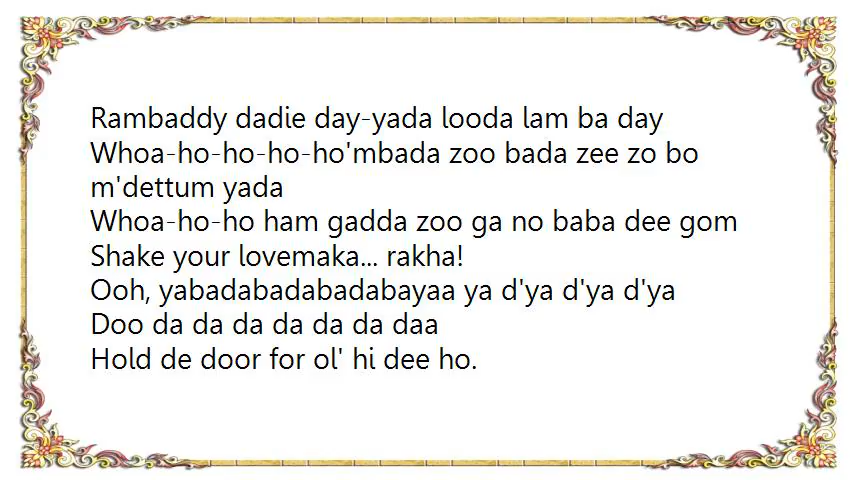 Rambaddy dadie day-yada looda lam ba day
Whoa-ho-ho-ho-ho'mbada zoo bada zee zo bo
m'dettum yada
Whoa-ho-ho ham gadda zoo ga no baba dee gom
Shake your lovemaka... rakha!
Ooh, yabadabadabadabayaa ya d'ya d'ya d'ya
Doo da da da da da da daa
Hold de door for ol' hi dee ho.